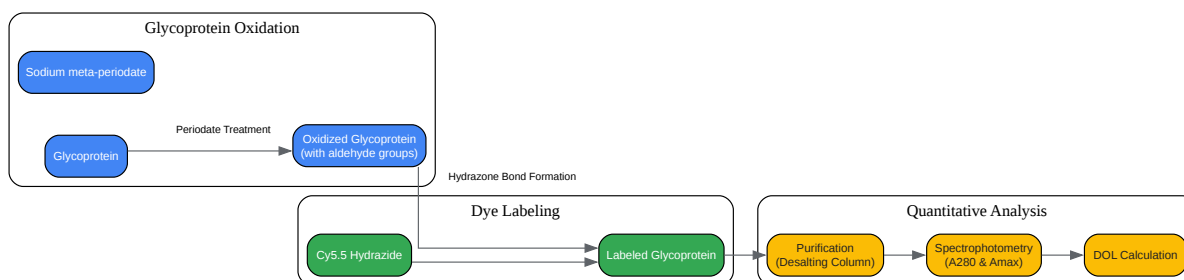 Glycoprotein Oxidation
Sodium meta-periodate
Periodate Treatment
Glycoprotein
Oxidized Glycoprotein
(with aldehyde groups)
Hydrazone Bond Formation
Dye Labeling
Cy5.5 Hydrazide
Labeled Glycoprotein
Quantitative Analysis
Purification
(Desalting Column)
Spectrophotometry
(A280 & Amax)
DOL Calculation